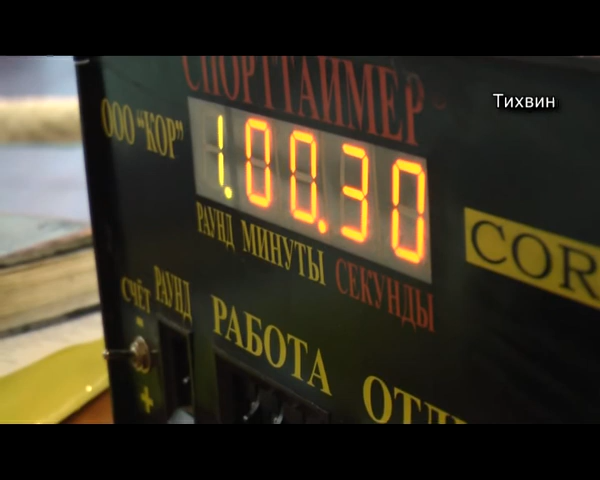 Тихвин
СПОРТТАЙМЕР
ООО "КОР"
1.00.30
РАУНД МИНУТЫ СЕКУНДЫ
COR
СЧЁТ РАУНД
-
+
РАБОТА